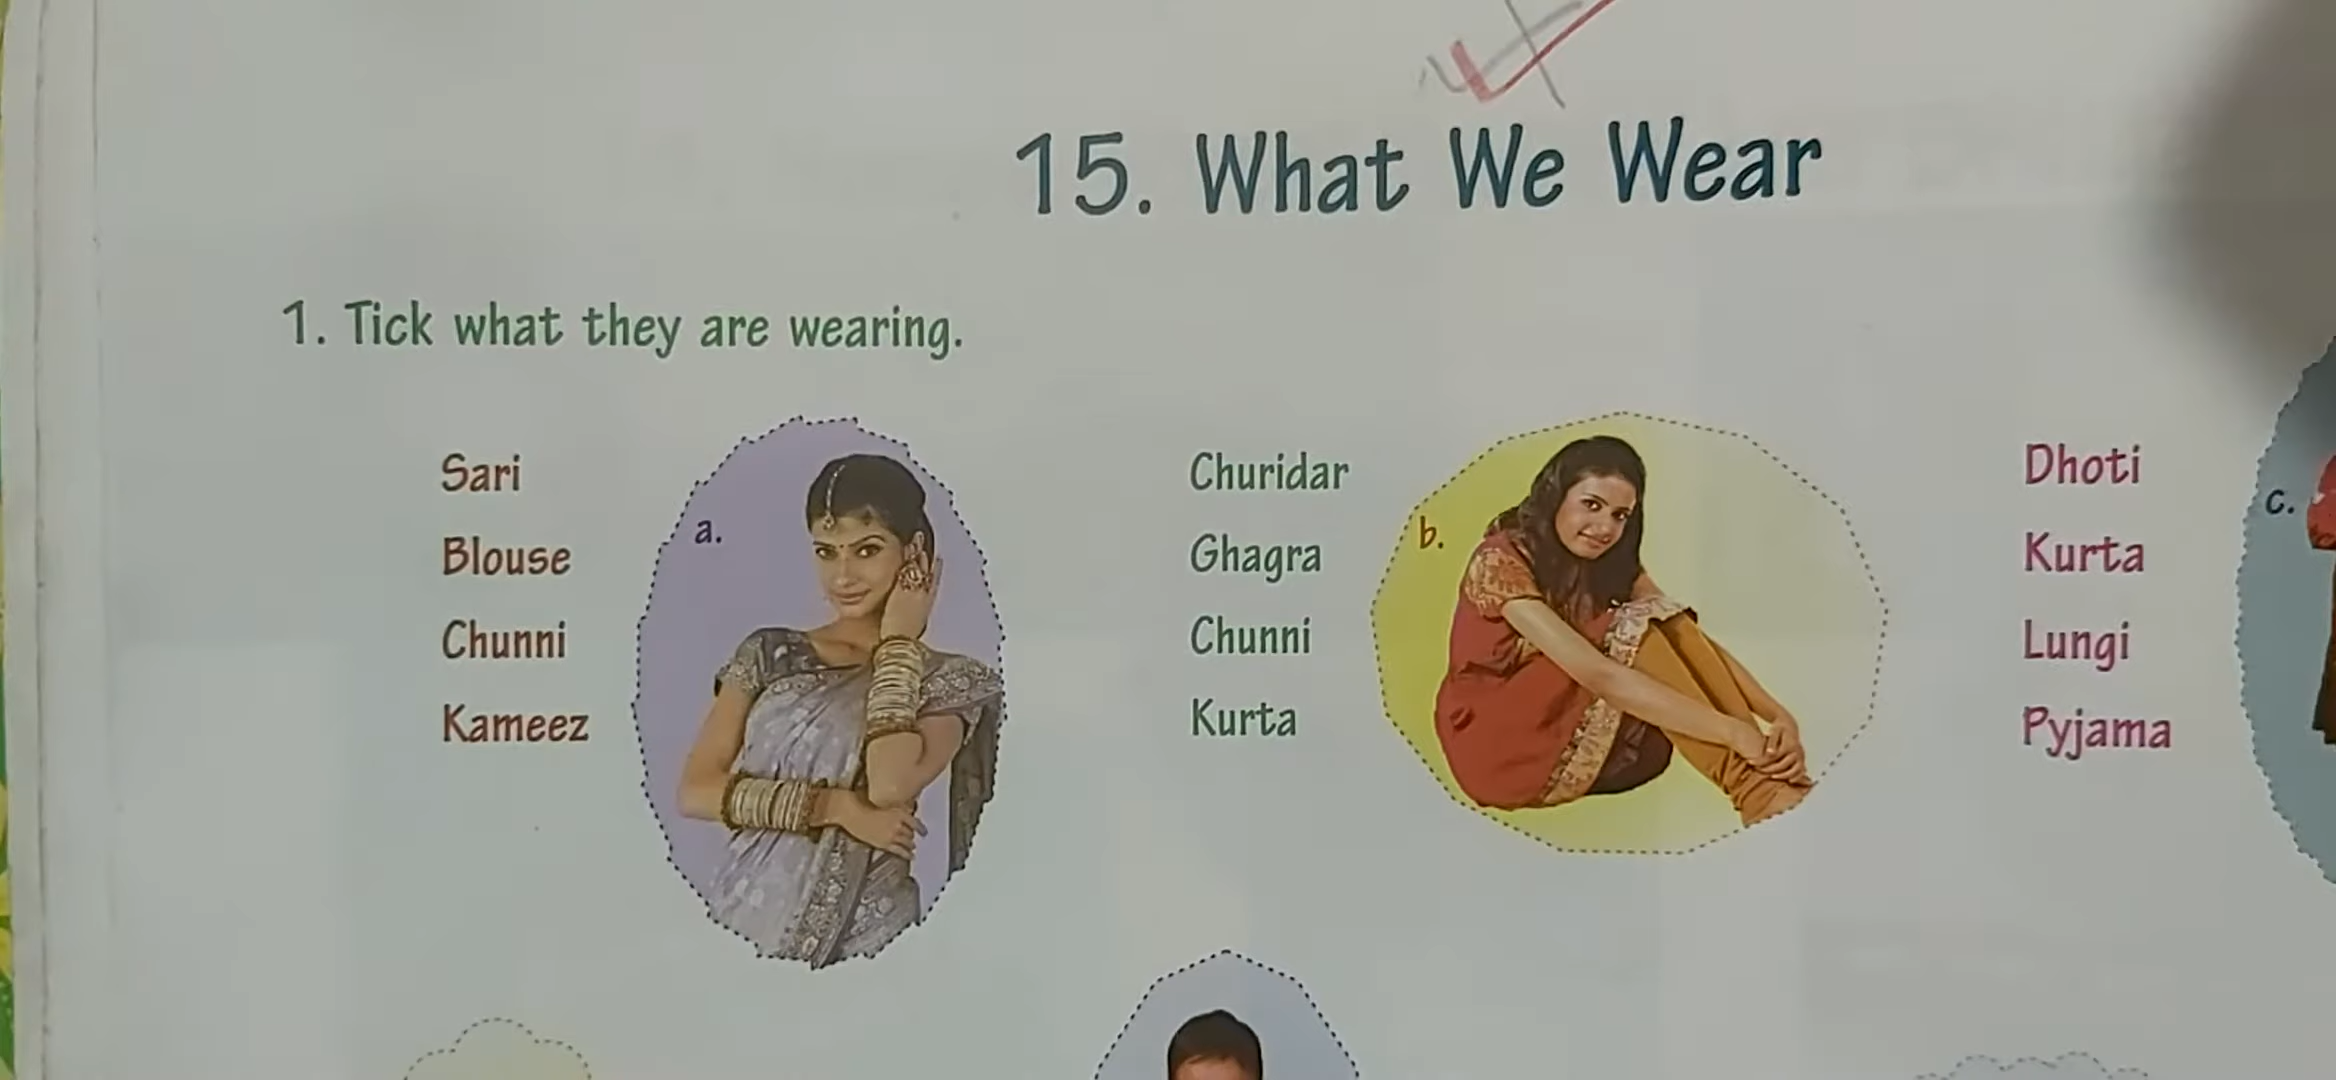 15. What We Wear
1. Tick what they are wearing.
Sari
Blouse
Chunni
Kameez
a.
Churidar
Ghagra
Chunni
Kurta
b.
Dhoti
Kurta
Lungi
Pyjama
c.